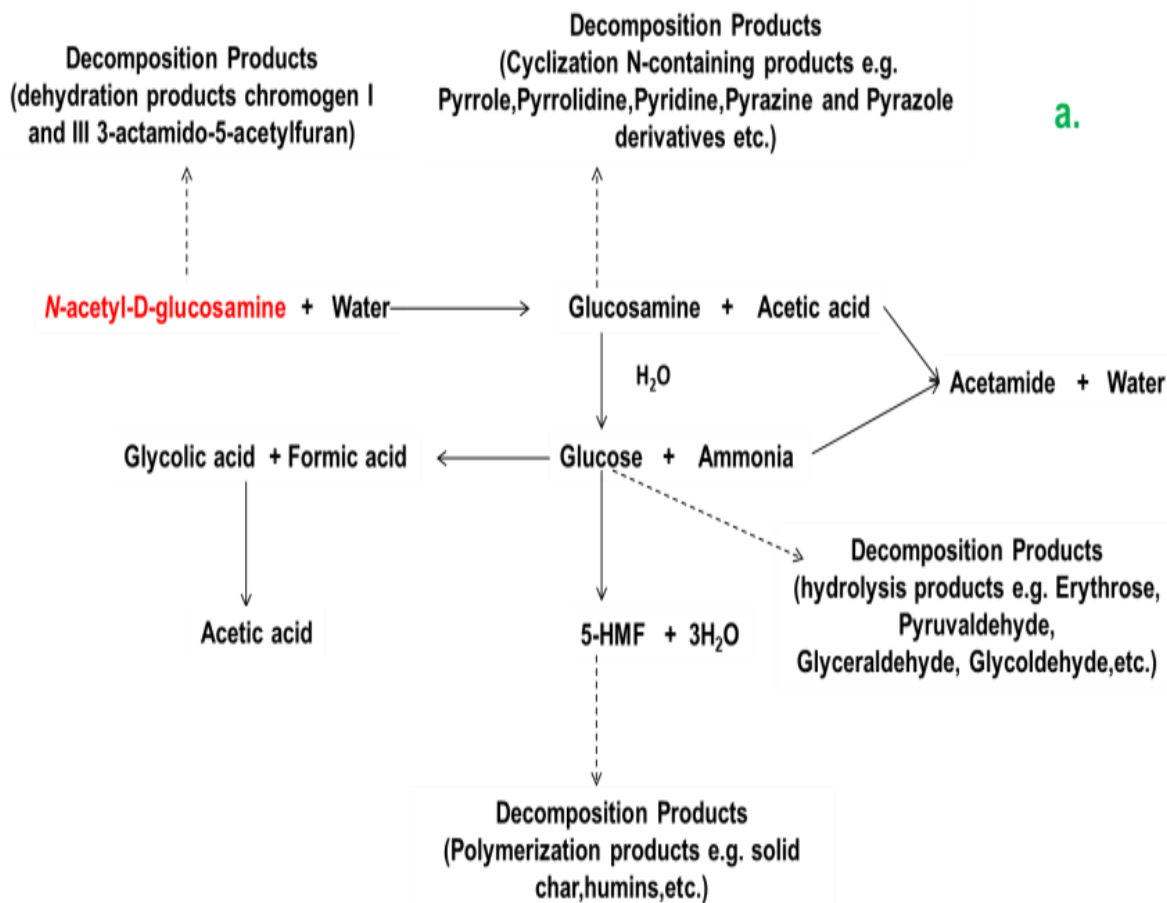 Decomposition Products
(dehydration products chromogen I
and III 3-actamido-5-acetylfuran)
Decomposition Products
(Cyclization N-containing products e.g.
Pyrrole,Pyrrolidine,Pyridine,Pyrazine and Pyrazole
derivatives etc.)
a.
N-acetyl-D-glucosamine + Water
Glucosamine + Acetic acid
H₂O
Acetamide + Water
Glycolic acid + Formic acid
Glucose + Ammonia
Decomposition Products
(hydrolysis products e.g. Erythrose,
Pyruvaldehyde,
Glyceraldehyde, Glycoldehyde,etc.)
Acetic acid
5-HMF + 3H₂O
Decomposition Products
(Polymerization products e.g. solid
char,humins,etc.)